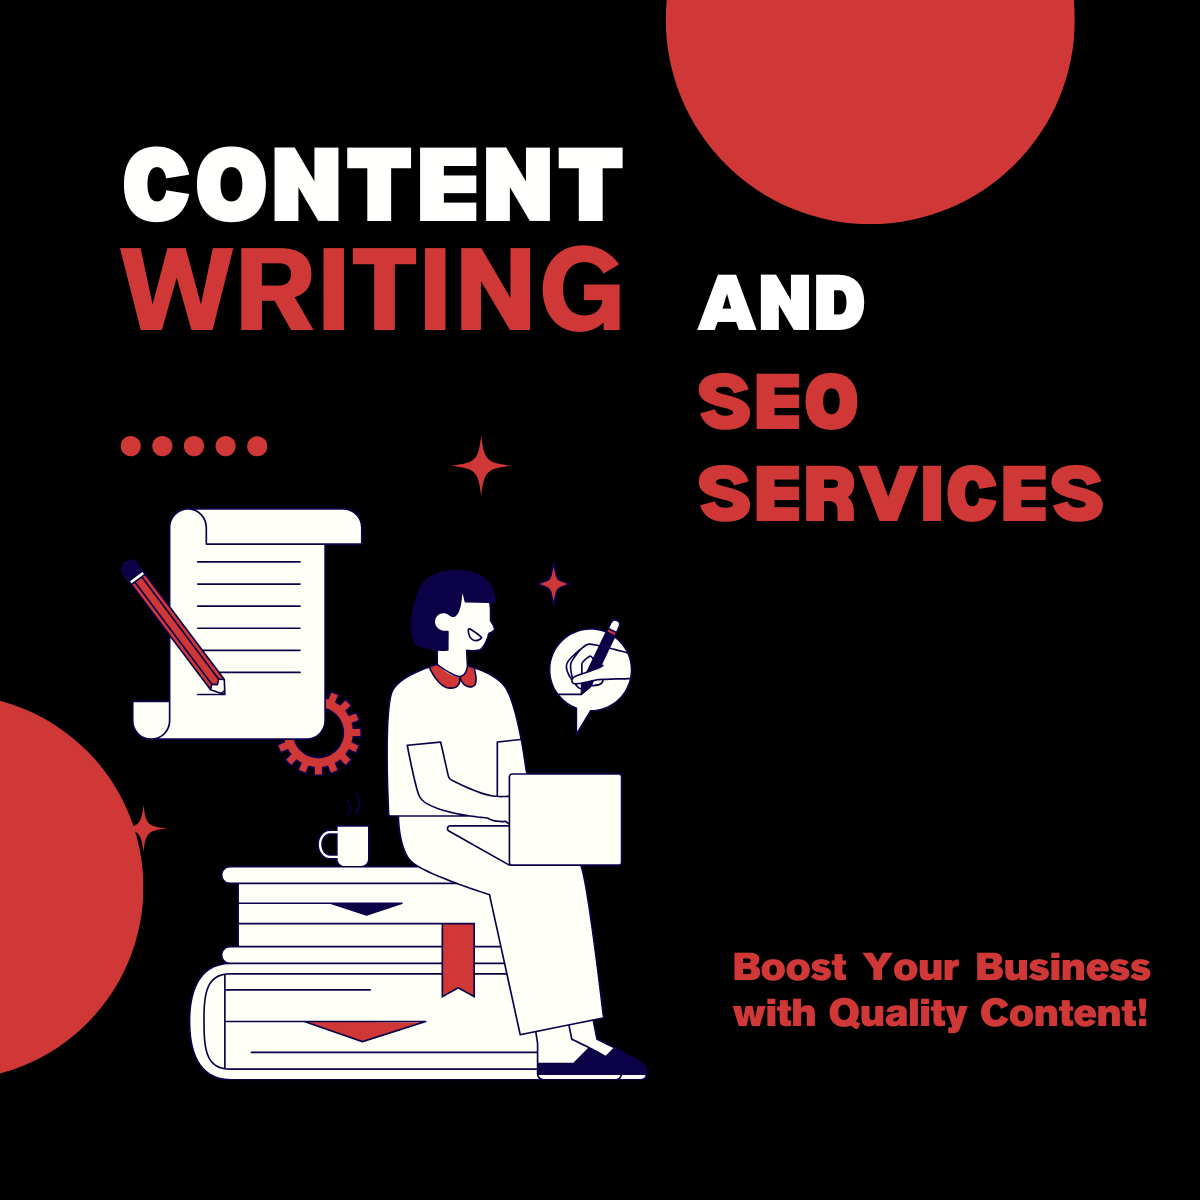 CONTENT
WRITING
AND
SEO
SERVICES
Boost Your Business
with Quality Content!